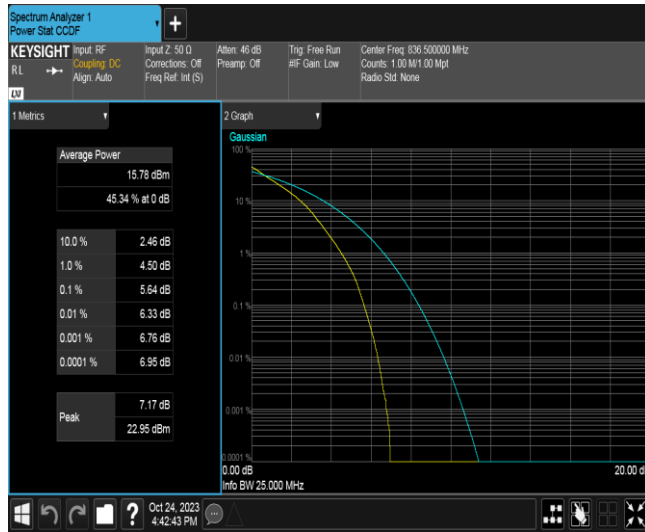 Spectrum Analyzer 1
Power Stat CCDF
+
KEYSIGHT
RL
LXI
Input: RF
Coupling: DC
Align: Auto
Input Z: 50 Ω
Corrections: Off
Freq Ref: Int (S)
Atten: 46 dB
Preamp: Off
Trig: Free Run
#IF Gain: Low
Center Freq: 836.500000 MHz
Counts: 1.00 M/1.00 Mpt
Radio Std: None
1 Metrics
Average Power
15.78 dBm
45.34 % at 0 dB
10.0 % 2.46 dB
1.0 % 4.50 dB
0.1 % 5.64 dB
0.01 % 6.33 dB
0.001 % 6.76 dB
0.0001 % 6.95 dB
Peak
7.17 dB
22.95 dBm
2 Graph
Gaussian
100 %
10 %
1 %
0.1 %
0.01 %
0.001 %
0.0001 %
0.00 dB 20.00 d
Info BW 25.000 MHz
?
Oct 24, 2023
4:42:43 PM